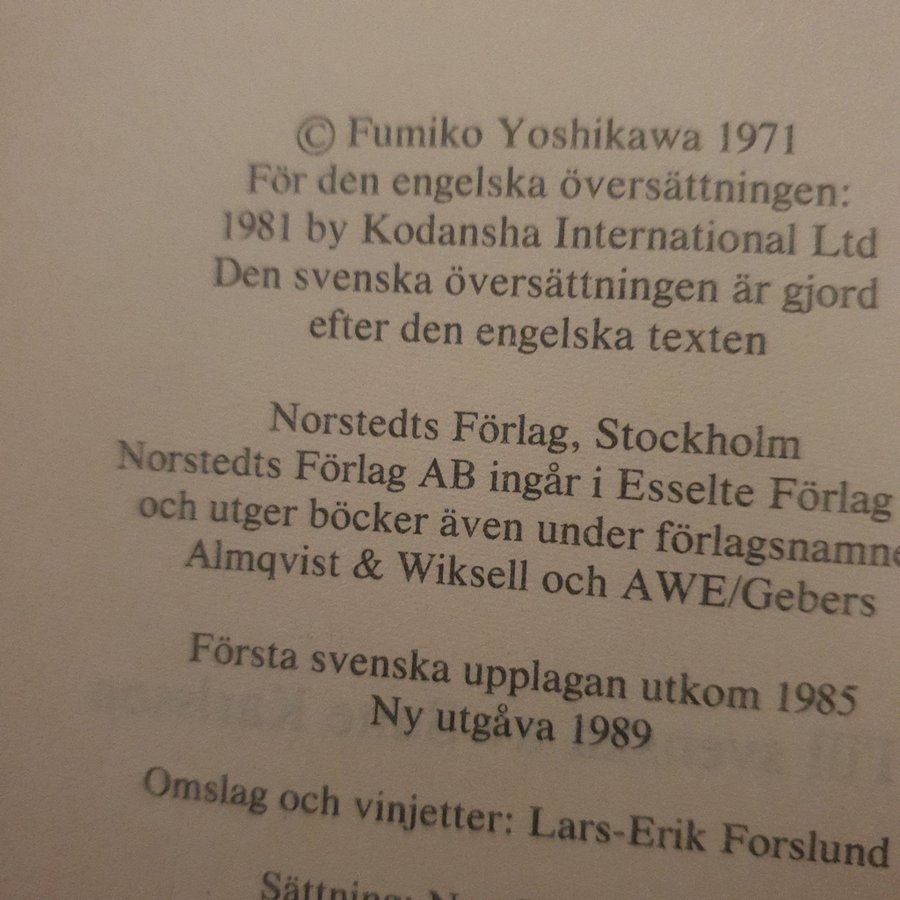 © Fumiko Yoshikawa 1971
För den engelska översättningen:
1981 by Kodansha International Ltd
Den svenska översättningen är gjord
efter den engelska texten
Norstedts Förlag, Stockholm
Norstedts Förlag AB ingår i Esselte Förlag
och utger böcker även under
Almqvist & Wiksell och AWE/Gebers
Första svenska upplagan utkom 1985
Ny utgåva 1989
Omslag och vinjetter: Lars-Erik Forslund
Sättning: